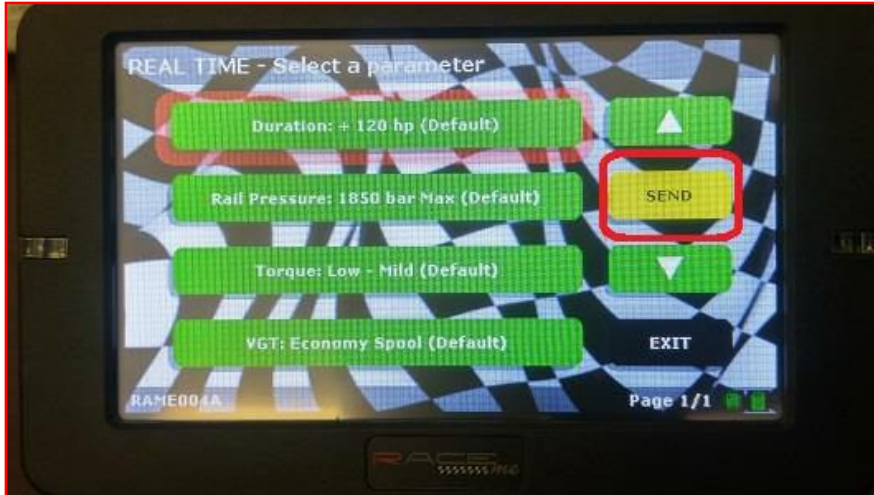 REAL TIME - Select a parameter
Duration: + 120 hp (Default)
Rail Pressure: 1850 bar Max (Default)
SEND
Torque: Low - Mild (Default)
VGT: Economy Spool (Default)
EXIT
RAME004A
Page 1/1
RACE me